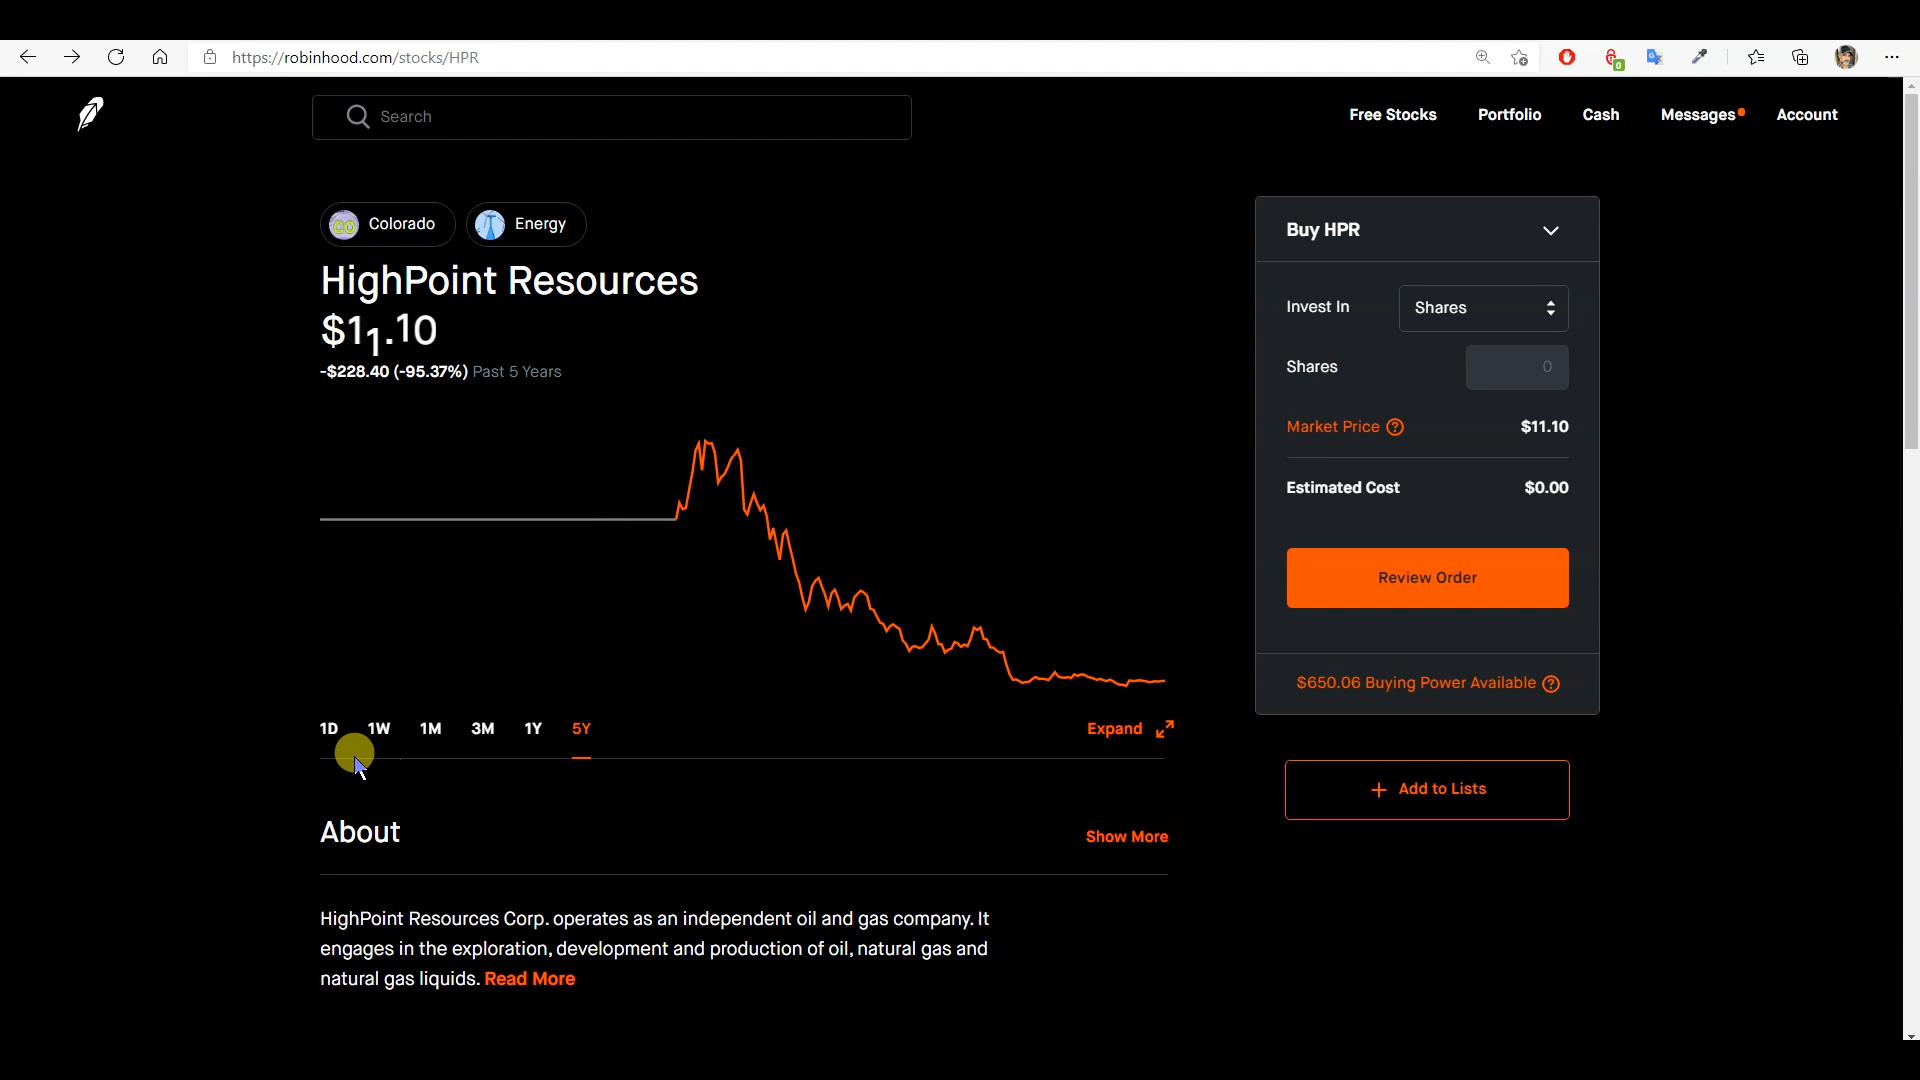 https://robinhood.com/stocks/HPR
0
Search
Free Stocks Portfolio Cash Messages Account
CO Colorado Energy
HighPoint Resources
$11.10
-$228.40 (-95.37%) Past 5 Years
1D 1W 1M 3M 1Y 5Y Expand
About Show More
HighPoint Resources Corp. operates as an independent oil and gas company. It
engages in the exploration, development and production of oil, natural gas and
natural gas liquids. Read More
Buy HPR
Invest In Shares
Shares 0
Market Price ? $11.10
Estimated Cost $0.00
Review Order
$650.06 Buying Power Available ?
+ Add to Lists